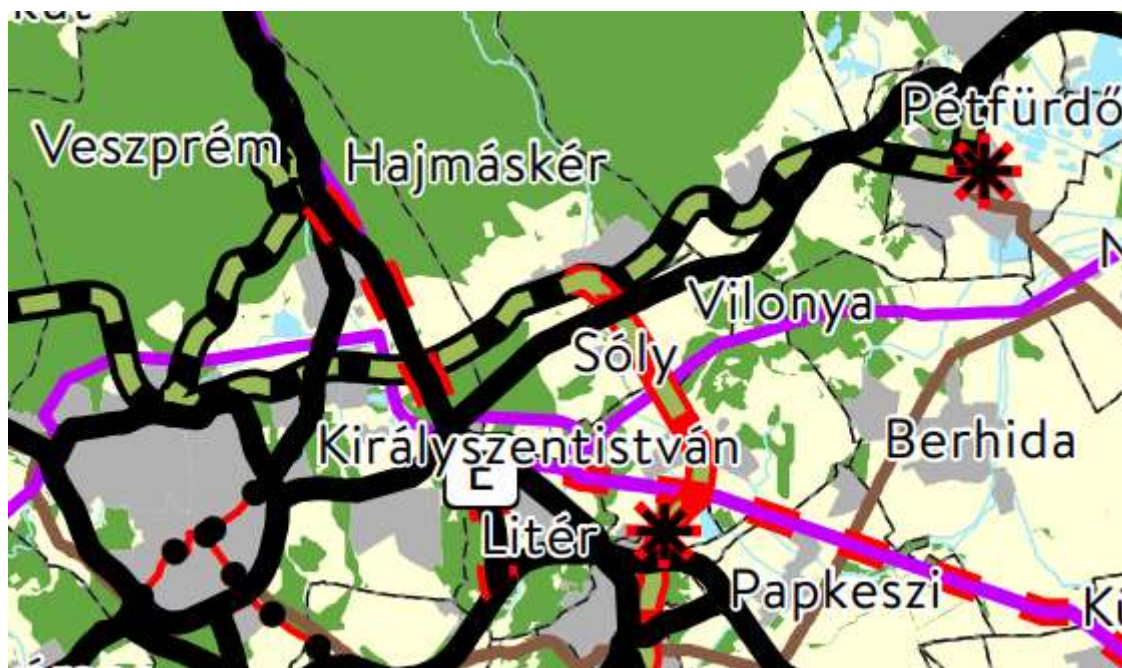 Pétfürdő
Veszprém
Hajmáskér
Vilonya
Sóly
Királyszentistván
Berhida
E
Litér
Papkeszi